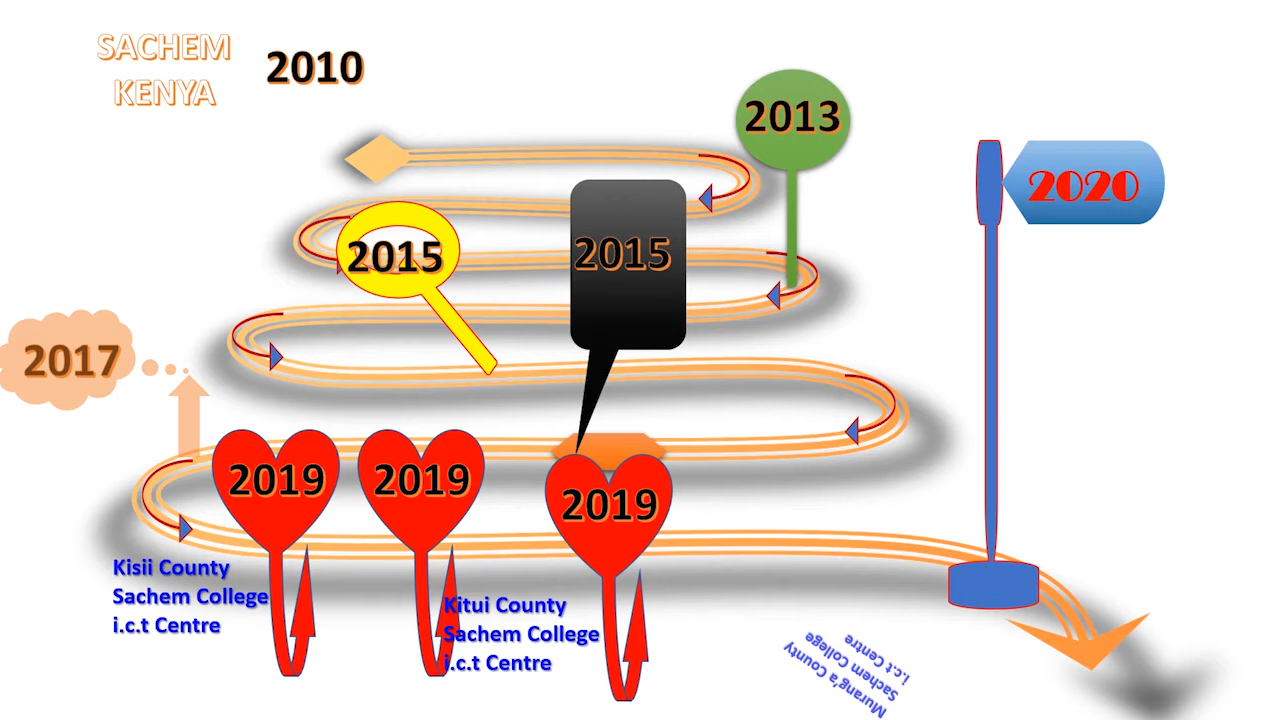 SACHEM
KENYA
2010
2013
2020
2015
2015
2017
2019
2019
2019
Kisii County
Sachem College
i.c.t Centre
Kitui County
Sachem College
i.c.t Centre
Murang'a County
Sachem College
i.c.t Centre